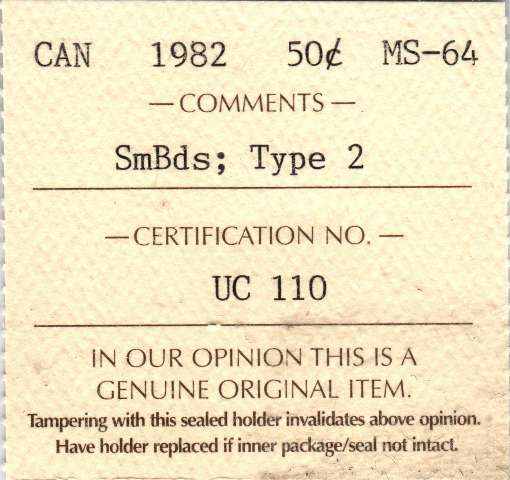 CAN 1982 50¢ MS-64
— COMMENTS —
SmBds; Type 2
— CERTIFICATION NO. —
UC 110
IN OUR OPINION THIS IS A
GENUINE ORIGINAL ITEM.
Tampering with this sealed holder invalidates above opinion.
Have holder replaced if inner package/seal not intact.